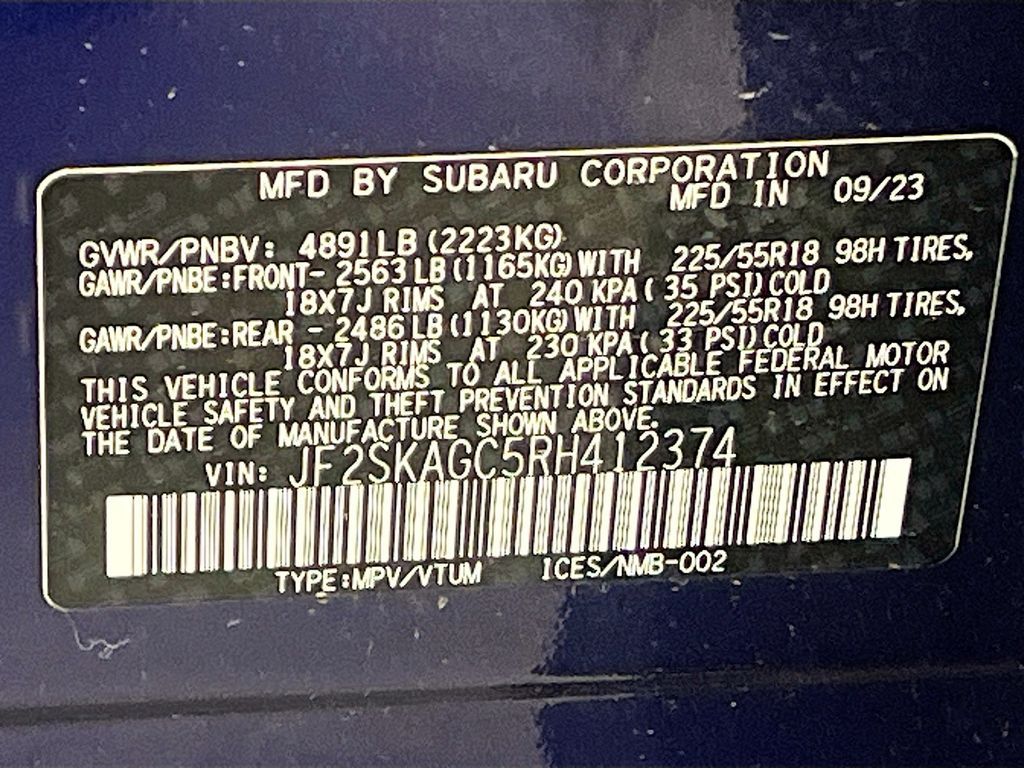 MFD BY SUBARU CORPORATION
MFD IN 09/23
GVWR/PNBV: 4891LB (2223KG)
GAWR/PNBE:FRONT- 2563LB(1165KG)WITH 225/55R18 98H TIRES,
18X7J RIMS AT 240 KPA( 35 PSI)COLD
GAWR/PNBE:REAR - 2486LB(1130KG)WITH 225/55R18 98H TIRES,
18X7J RIMS AT 230 KPA( 33 PSI)COLD
THIS VEHICLE CONFORMS TO ALL APPLICABLE FEDERAL MOTOR
VEHICLE SAFETY AND THEFT PREVENTION STANDARDS IN EFFECT ON
THE DATE OF MANUFACTURE SHOWN ABOVE.
VIN: JF2SKAGC5RH412374
TYPE:MPV/VTUM ICES/NMB-002